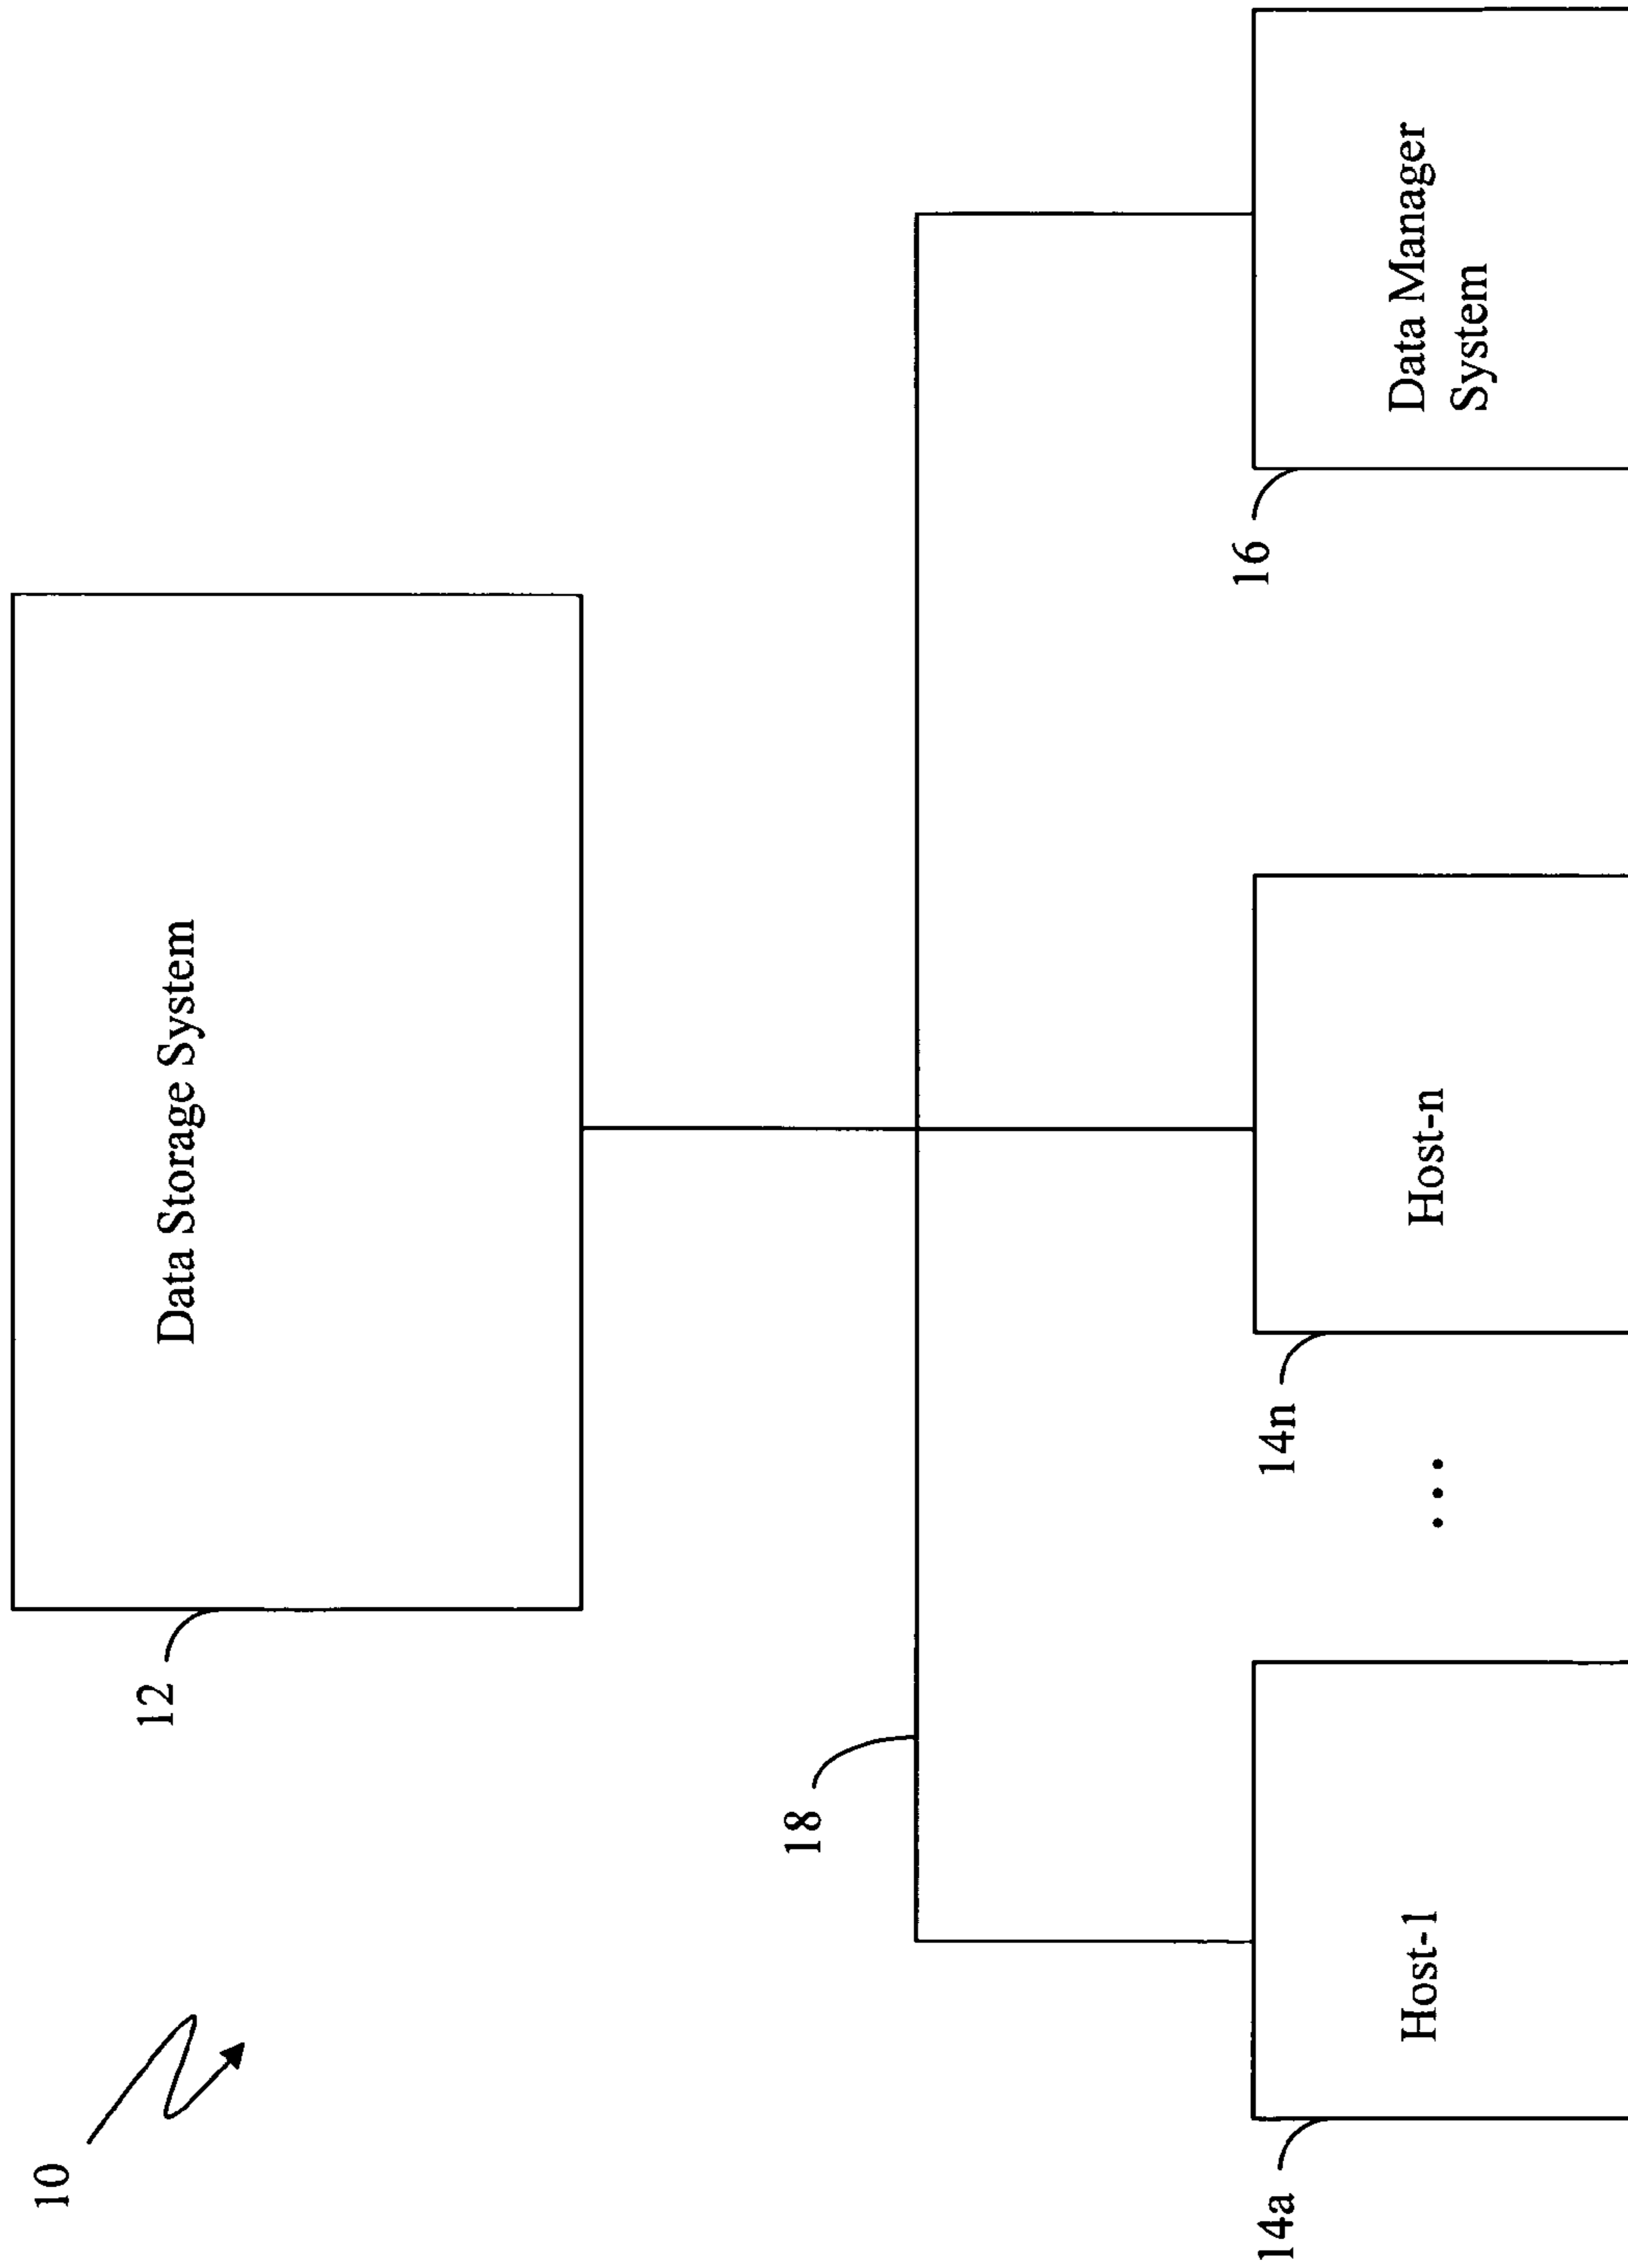 10
12
Data Storage System
18
14a
Host-1
...
14n
Host-n
16
Data Manager
System